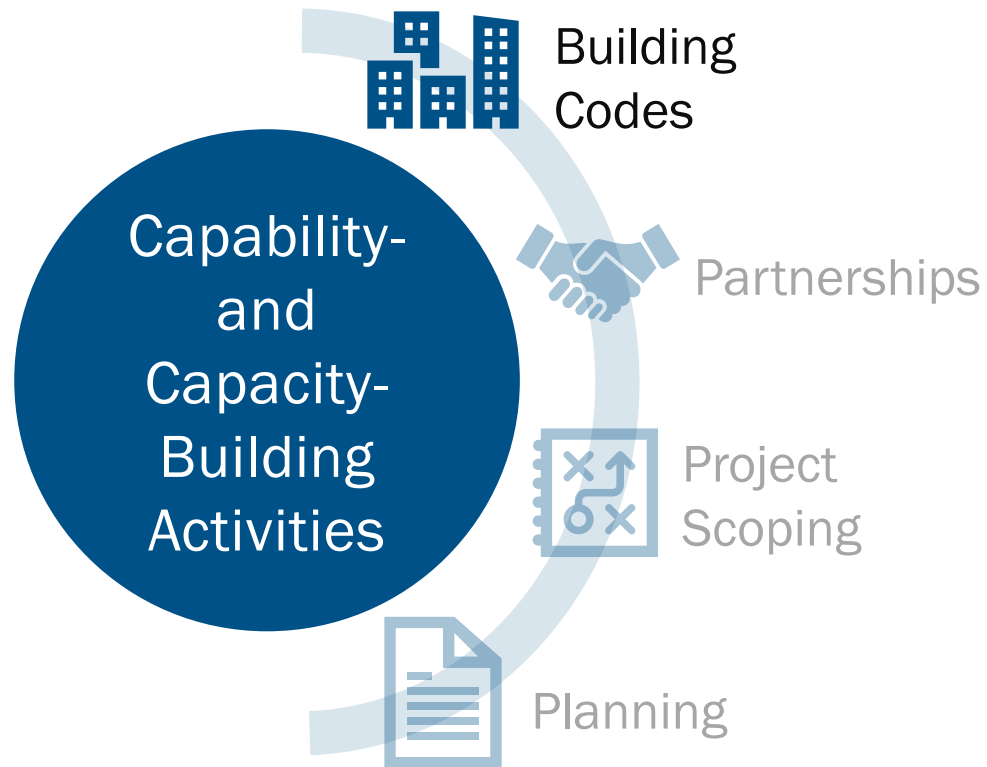 Building
Codes
Capability-
and
Capacity-
Building
Activities
Partnerships
Project
Scoping
Planning